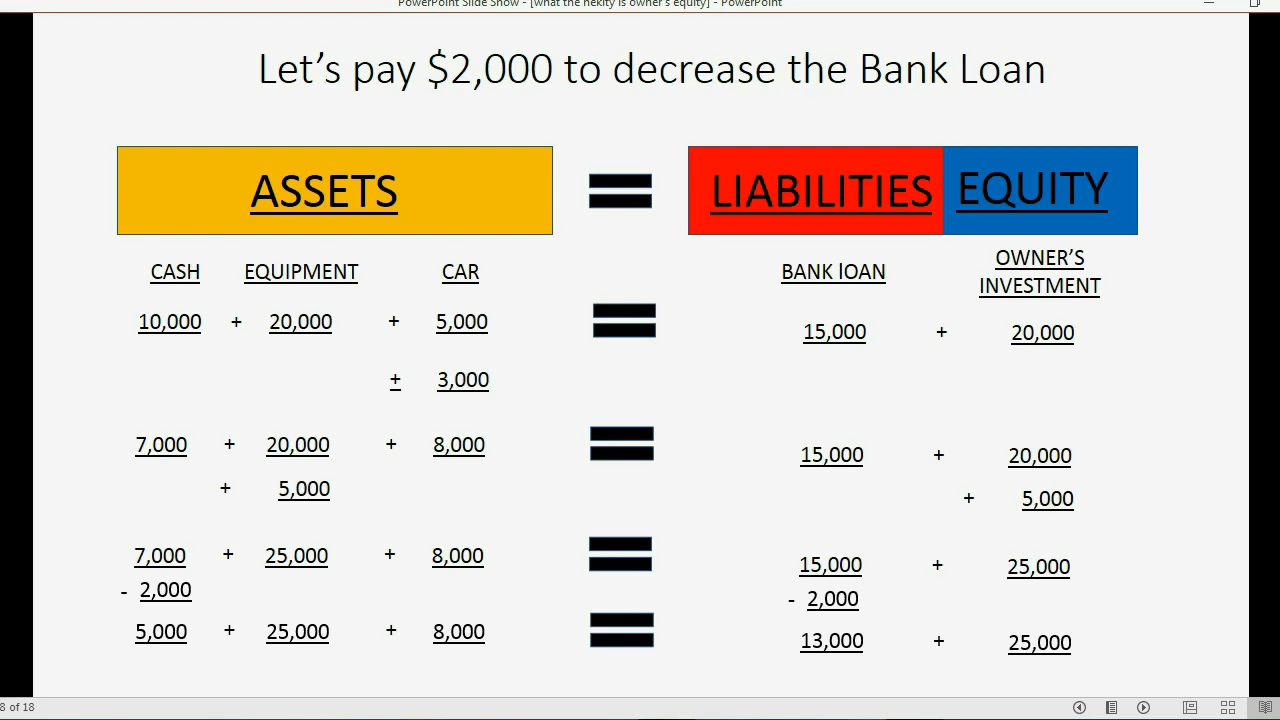 PowerPoint Slide Show - [what the hekity is owner's equity] - PowerPoint
Let's pay $2,000 to decrease the Bank Loan
ASSETS = LIABILITIES EQUITY
CASH EQUIPMENT CAR BANK lOAN OWNER'S INVESTMENT
10,000 + 20,000 + 5,000 = 15,000 + 20,000
+ 3,000
7,000 + 20,000 + 8,000 = 15,000 + 20,000
+ 5,000 + 5,000
7,000 + 25,000 + 8,000 = 15,000 + 25,000
- 2,000 - 2,000
5,000 + 25,000 + 8,000 = 13,000 + 25,000
8 of 18